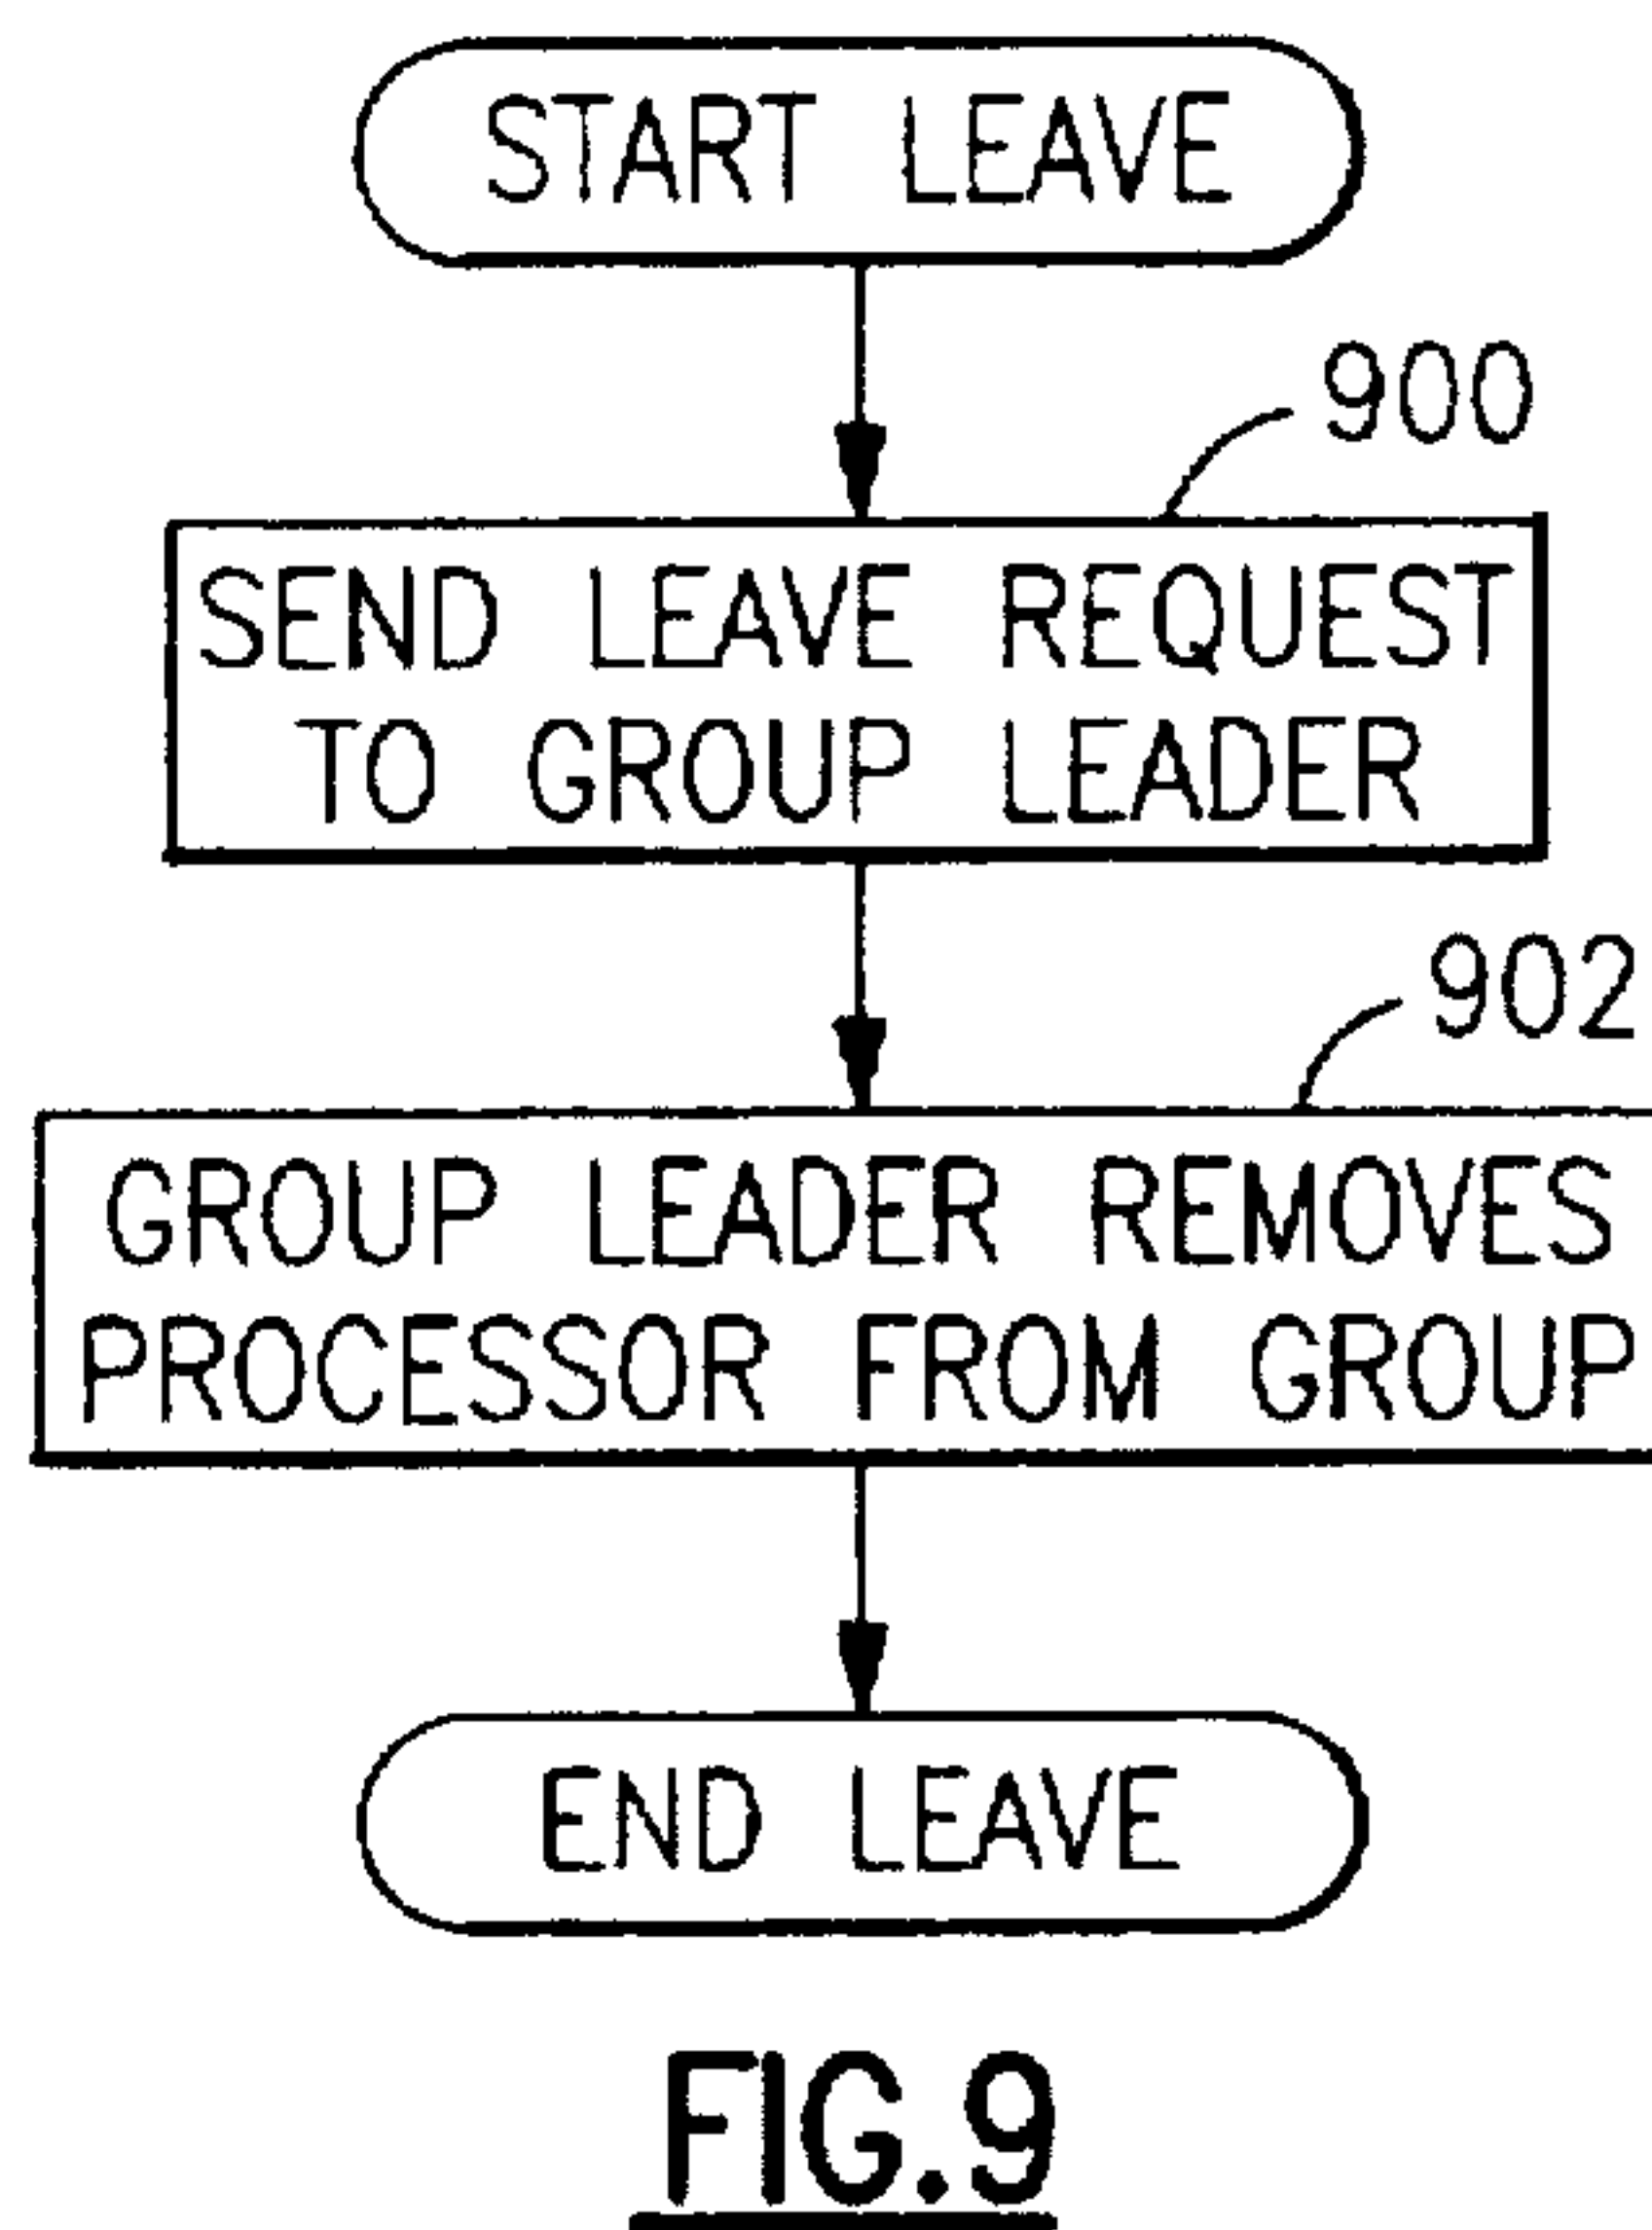 START LEAVE
900
SEND LEAVE REQUEST
TO GROUP LEADER
902
GROUP LEADER REMOVES
PROCESSOR FROM GROUP
END LEAVE
FIG.9